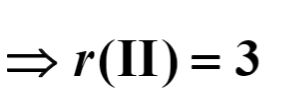 ⇒ r(II) = 3